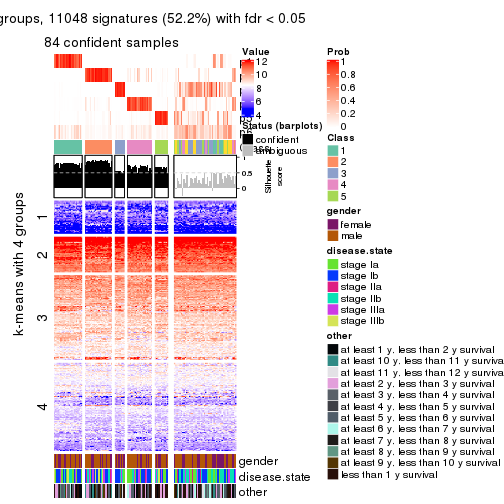 groups, 11048 signatures (52.2%) with fdr < 0.05
84 confident samples
k-means with 4 groups
1
2
3
4
Value
12
10
8
6
4
Status (barplots)
confident
ambiguous
1
0.5
0
Silhouette
score
gender
disease.state
other
Prob
1
0.8
0.6
0.4
0.2
0
Class
1
2
3
4
5
gender
female
male
disease.state
stage Ia
stage Ib
stage IIa
stage IIb
stage IIIa
stage IIIb
other
at least 1 y. less than 2 y survival
at least 10 y. less than 11 y surviva
at least 11 y. less than 12 y surviva
at least 2 y. less than 3 y survival
at least 3 y. less than 4 y survival
at least 4 y. less than 5 y survival
at least 5 y. less than 6 y survival
at least 6 y. less than 7 y survival
at least 7 y. less than 8 y survival
at least 8 y. less than 9 y survival
at least 9 y. less than 10 y survival
less than 1 y survival